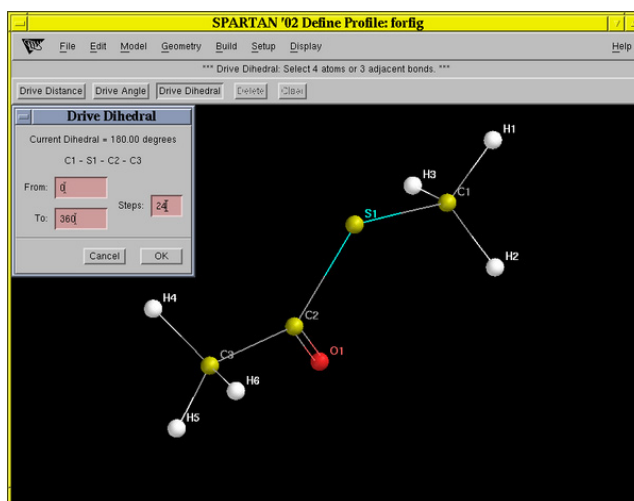 SPARTAN '02 Define Profile: forfig
File Edit Model Geometry Build Setup Display Help
*** Drive Dihedral: Select 4 atoms or 3 adjacent bonds. ***
Drive Distance Drive Angle Drive Dihedral Delete Clear
Drive Dihedral
Current Dihedral = 180.00 degrees
C1 - S1 - C2 - C3
From: 0
Steps: 24
To: 360
Cancel OK
H1
H3
C1
S1
H2
H4
C2
C3
O1
H6
H5